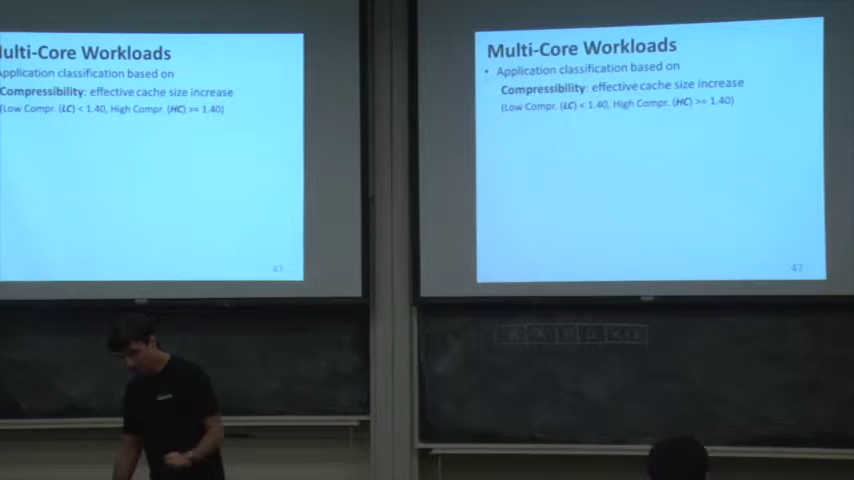 ulti-Core Workloads
Application classification based on
Compressibility: effective cache size increase
(Low Compr. (LC) < 1.40, High Compr. (HC) >= 1.40)
47
Multi-Core Workloads
• Application classification based on
Compressibility: effective cache size increase
(Low Compr. (LC) < 1.40, High Compr. (HC) >= 1.40)
47